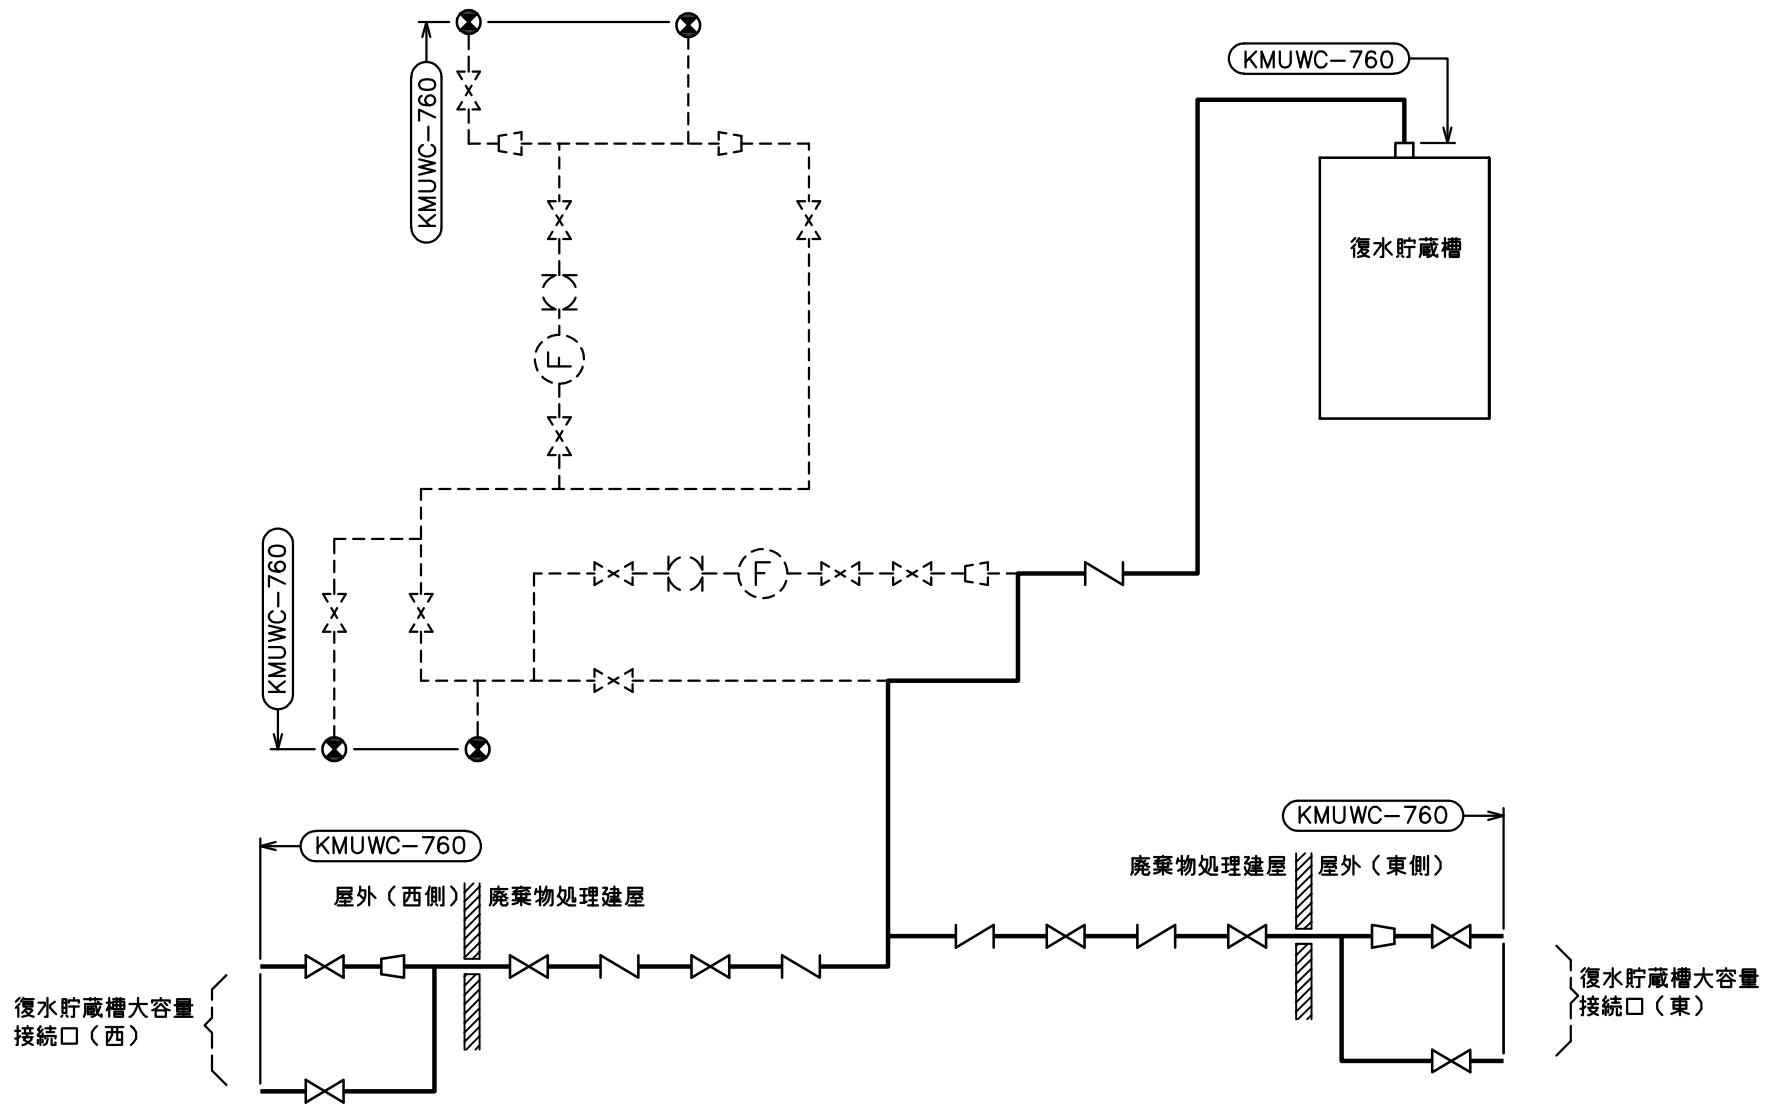 KMUWC-760
KMUWC-760
復水貯蔵槽
F
F
KMUWC-760
KMUWC-760
KMUWC-760
廃棄物処理建屋
屋外（東側）
屋外（西側）
廃棄物処理建屋
復水貯蔵槽大容量
接続口（東）
復水貯蔵槽大容量
接続口（西）